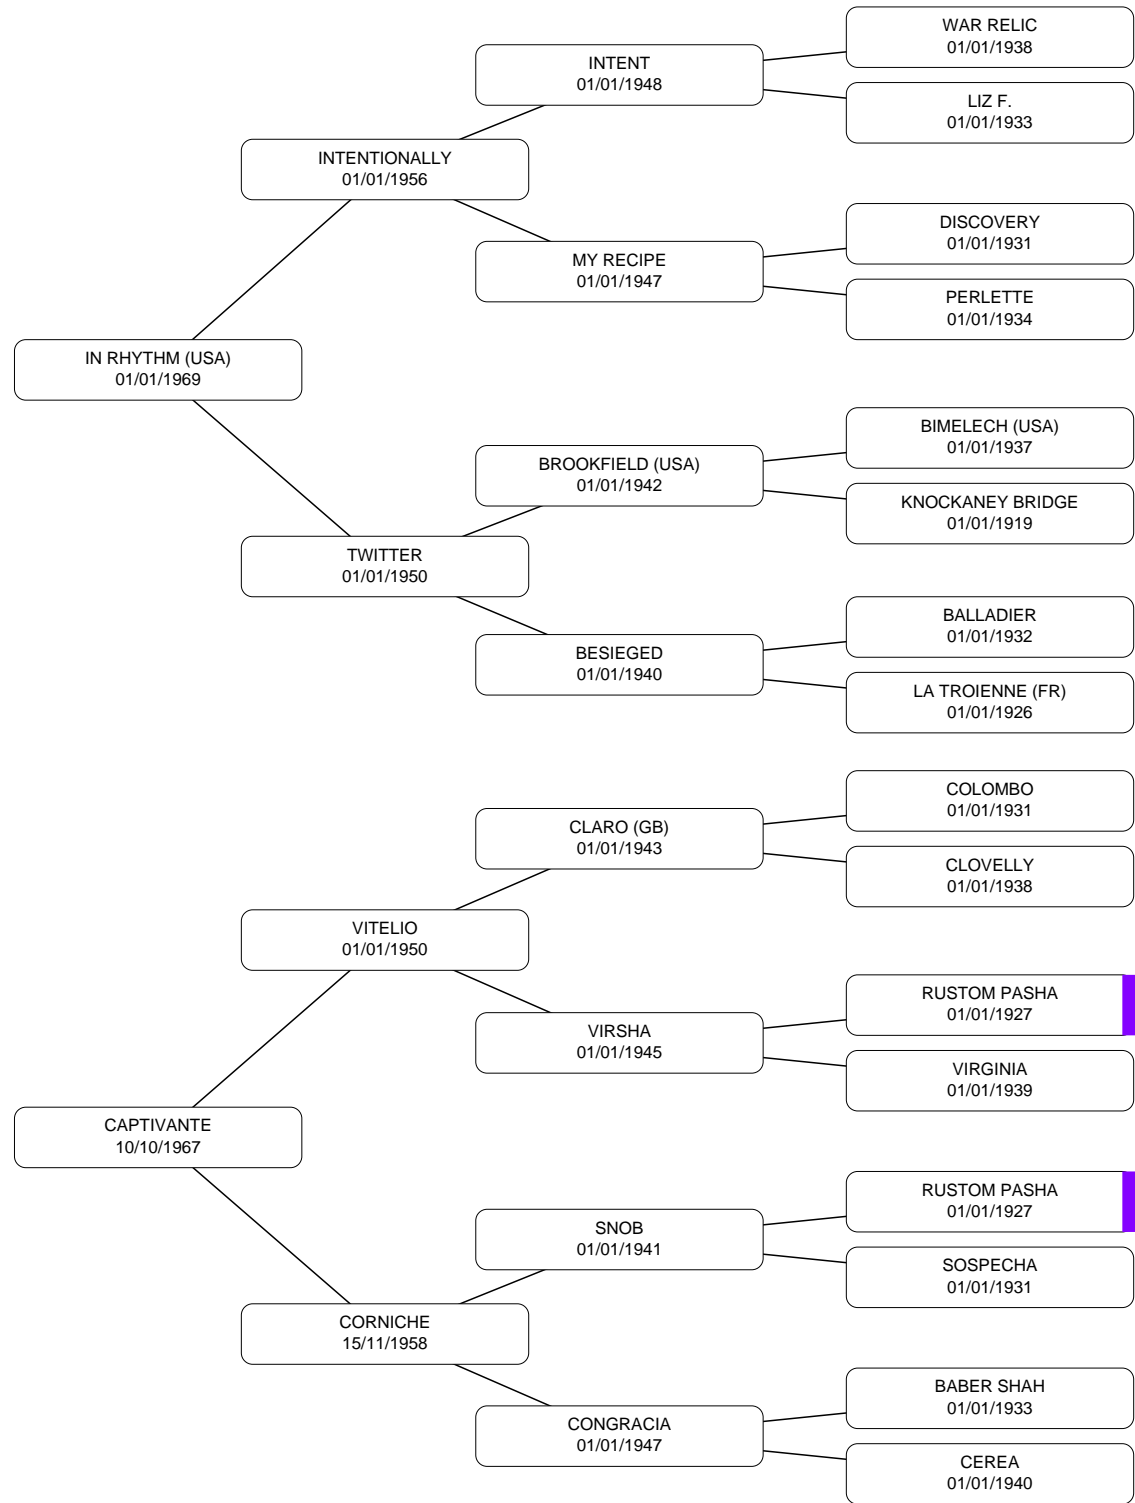 WAR RELIC
01/01/1938
INTENT
01/01/1948
LIZ F.
01/01/1933
INTENTIONALLY
01/01/1956
DISCOVERY
01/01/1931
MY RECIPE
01/01/1947
PERLETTE
01/01/1934
IN RHYTHM (USA)
01/01/1969
BIMELECH (USA)
01/01/1937
BROOKFIELD (USA)
01/01/1942
KNOCKANEY BRIDGE
01/01/1919
TWITTER
01/01/1950
BALLADIER
01/01/1932
BESIEGED
01/01/1940
LA TROIENNE (FR)
01/01/1926
COLOMBO
01/01/1931
CLARO (GB)
01/01/1943
CLOVELLY
01/01/1938
VITELIO
01/01/1950
RUSTOM PASHA
01/01/1927
VIRSHA
01/01/1945
VIRGINIA
01/01/1939
CAPTIVANTE
10/10/1967
RUSTOM PASHA
01/01/1927
SNOB
01/01/1941
SOSPECHA
01/01/1931
CORNICHE
15/11/1958
BABER SHAH
01/01/1933
CONGRACIA
01/01/1947
CEREA
01/01/1940